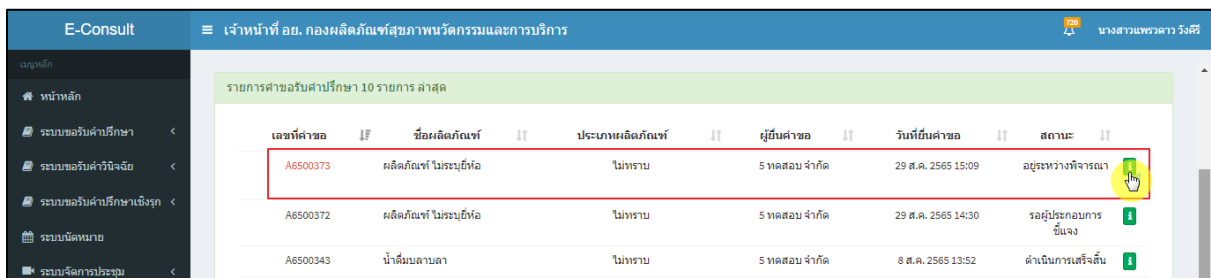 E-Consult
≡ เจ้าหน้าที่ อย. กองผลิตภัณฑ์สุขภาพนวัตกรรมและการบริการ
720
นางสาวแพรวดาว วังคีรี
เมนูหลัก
หน้าหลัก
ระบบขอรับคำปรึกษา
ระบบขอรับคำวินิจฉัย
ระบบขอรับคำปรึกษาเชิงรุก
ระบบนัดหมาย
ระบบจัดการประชุม
รายการคำขอรับคำปรึกษา 10 รายการ ล่าสุด
เลขที่คำขอ ชื่อผลิตภัณฑ์ ประเภทผลิตภัณฑ์ ผู้ยื่นคำขอ วันที่ยื่นคำขอ สถานะ
A6500373 ผลิตภัณฑ์ ไม่ระบุยี่ห้อ ไม่ทราบ 5 ทดสอบ จำกัด 29 ส.ค. 2565 15:09 อยู่ระหว่างพิจารณา
A6500372 ผลิตภัณฑ์ ไม่ระบุยี่ห้อ ไม่ทราบ 5 ทดสอบ จำกัด 29 ส.ค. 2565 14:30 รอผู้ประกอบการ
ชี้แจง
A6500343 น้ำดื่มบลาบลา ไม่ทราบ 5 ทดสอบ จำกัด 8 ส.ค. 2565 13:52 ดำเนินการเสร็จสิ้น